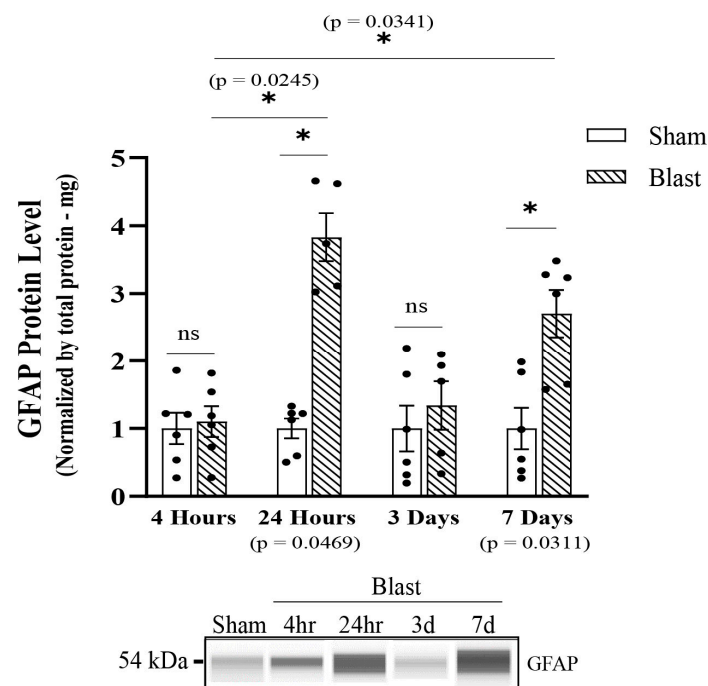 (p = 0.0341)
*
(p = 0.0245)
*
*
Sham
Blast
GFAP Protein Level
((Normalized by total protein - mg)
5
4
3
2
1
0
ns
ns
*
4 Hours 24 Hours 3 Days 7 Days
(p = 0.0469) (p = 0.0311)
Blast
Sham 4hr 24hr 3d 7d
54 kDa
GFAP